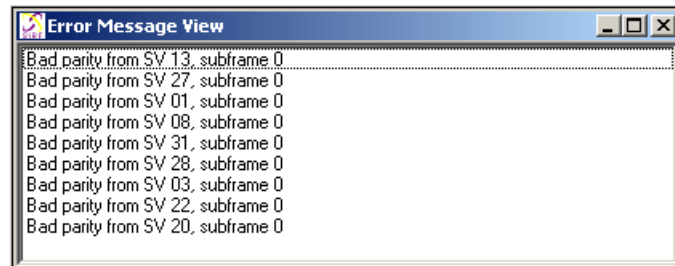 Error Message View
Bad parity from SV 13, subframe 0
Bad parity from SV 27, subframe 0
Bad parity from SV 01, subframe 0
Bad parity from SV 08, subframe 0
Bad parity from SV 31, subframe 0
Bad parity from SV 28, subframe 0
Bad parity from SV 03, subframe 0
Bad parity from SV 22, subframe 0
Bad parity from SV 20, subframe 0